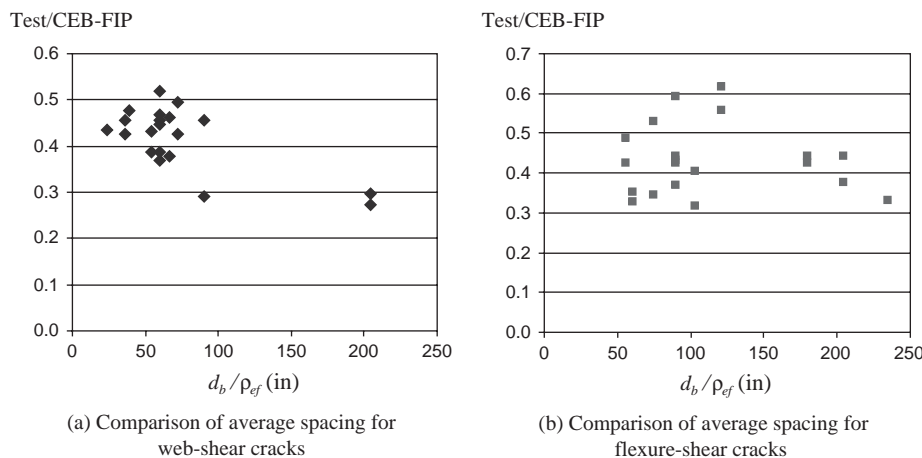 Test/CEB-FIP
0.6
0.5
0.4
0.3
0.2
0.1
0.0
0 50 100 150 200 250
d_b/ρ_ef (in)
(a) Comparison of average spacing for
web-shear cracks
Test/CEB-FIP
0.7
0.6
0.5
0.4
0.3
0.2
0.1
0.0
0 50 100 150 200 250
d_b/ρ_ef (in)
(b) Comparison of average spacing for
flexure-shear cracks